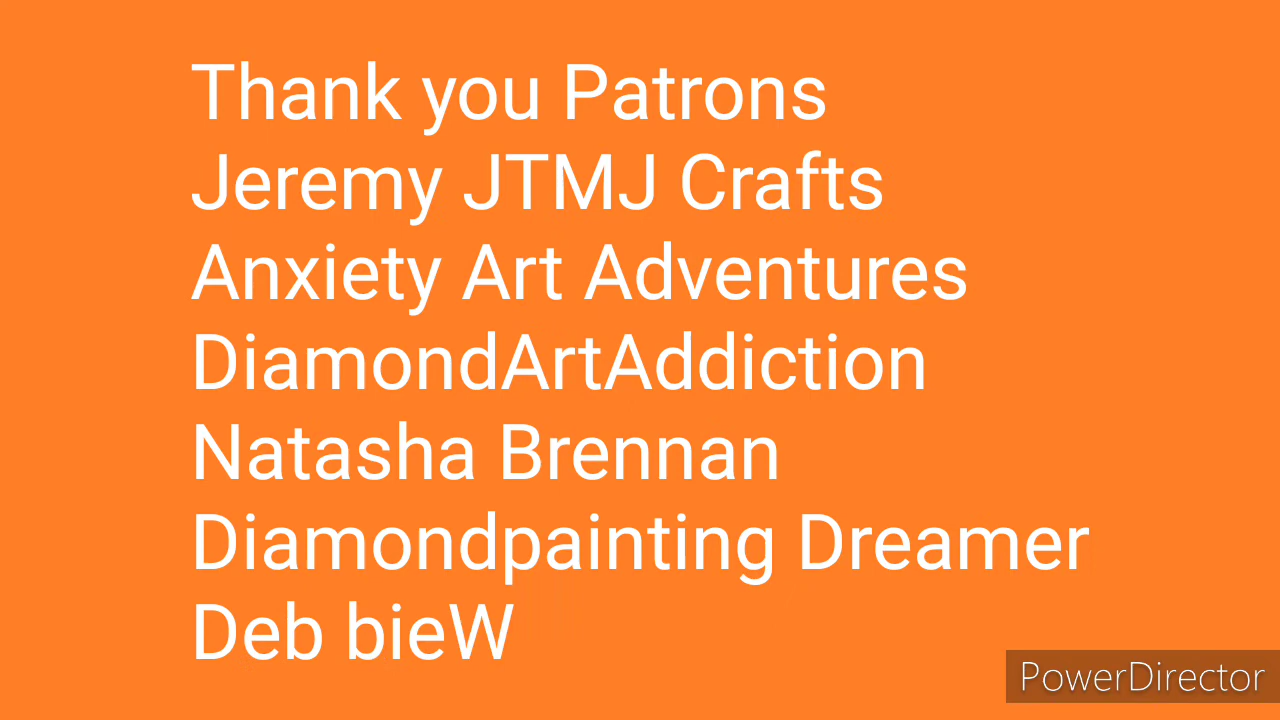 Thank you Patrons
Jeremy JTMJ Crafts
Anxiety Art Adventures
DiamondArtAddiction
Natasha Brennan
Diamondpainting Dreamer
Deb bieW
PowerDirector